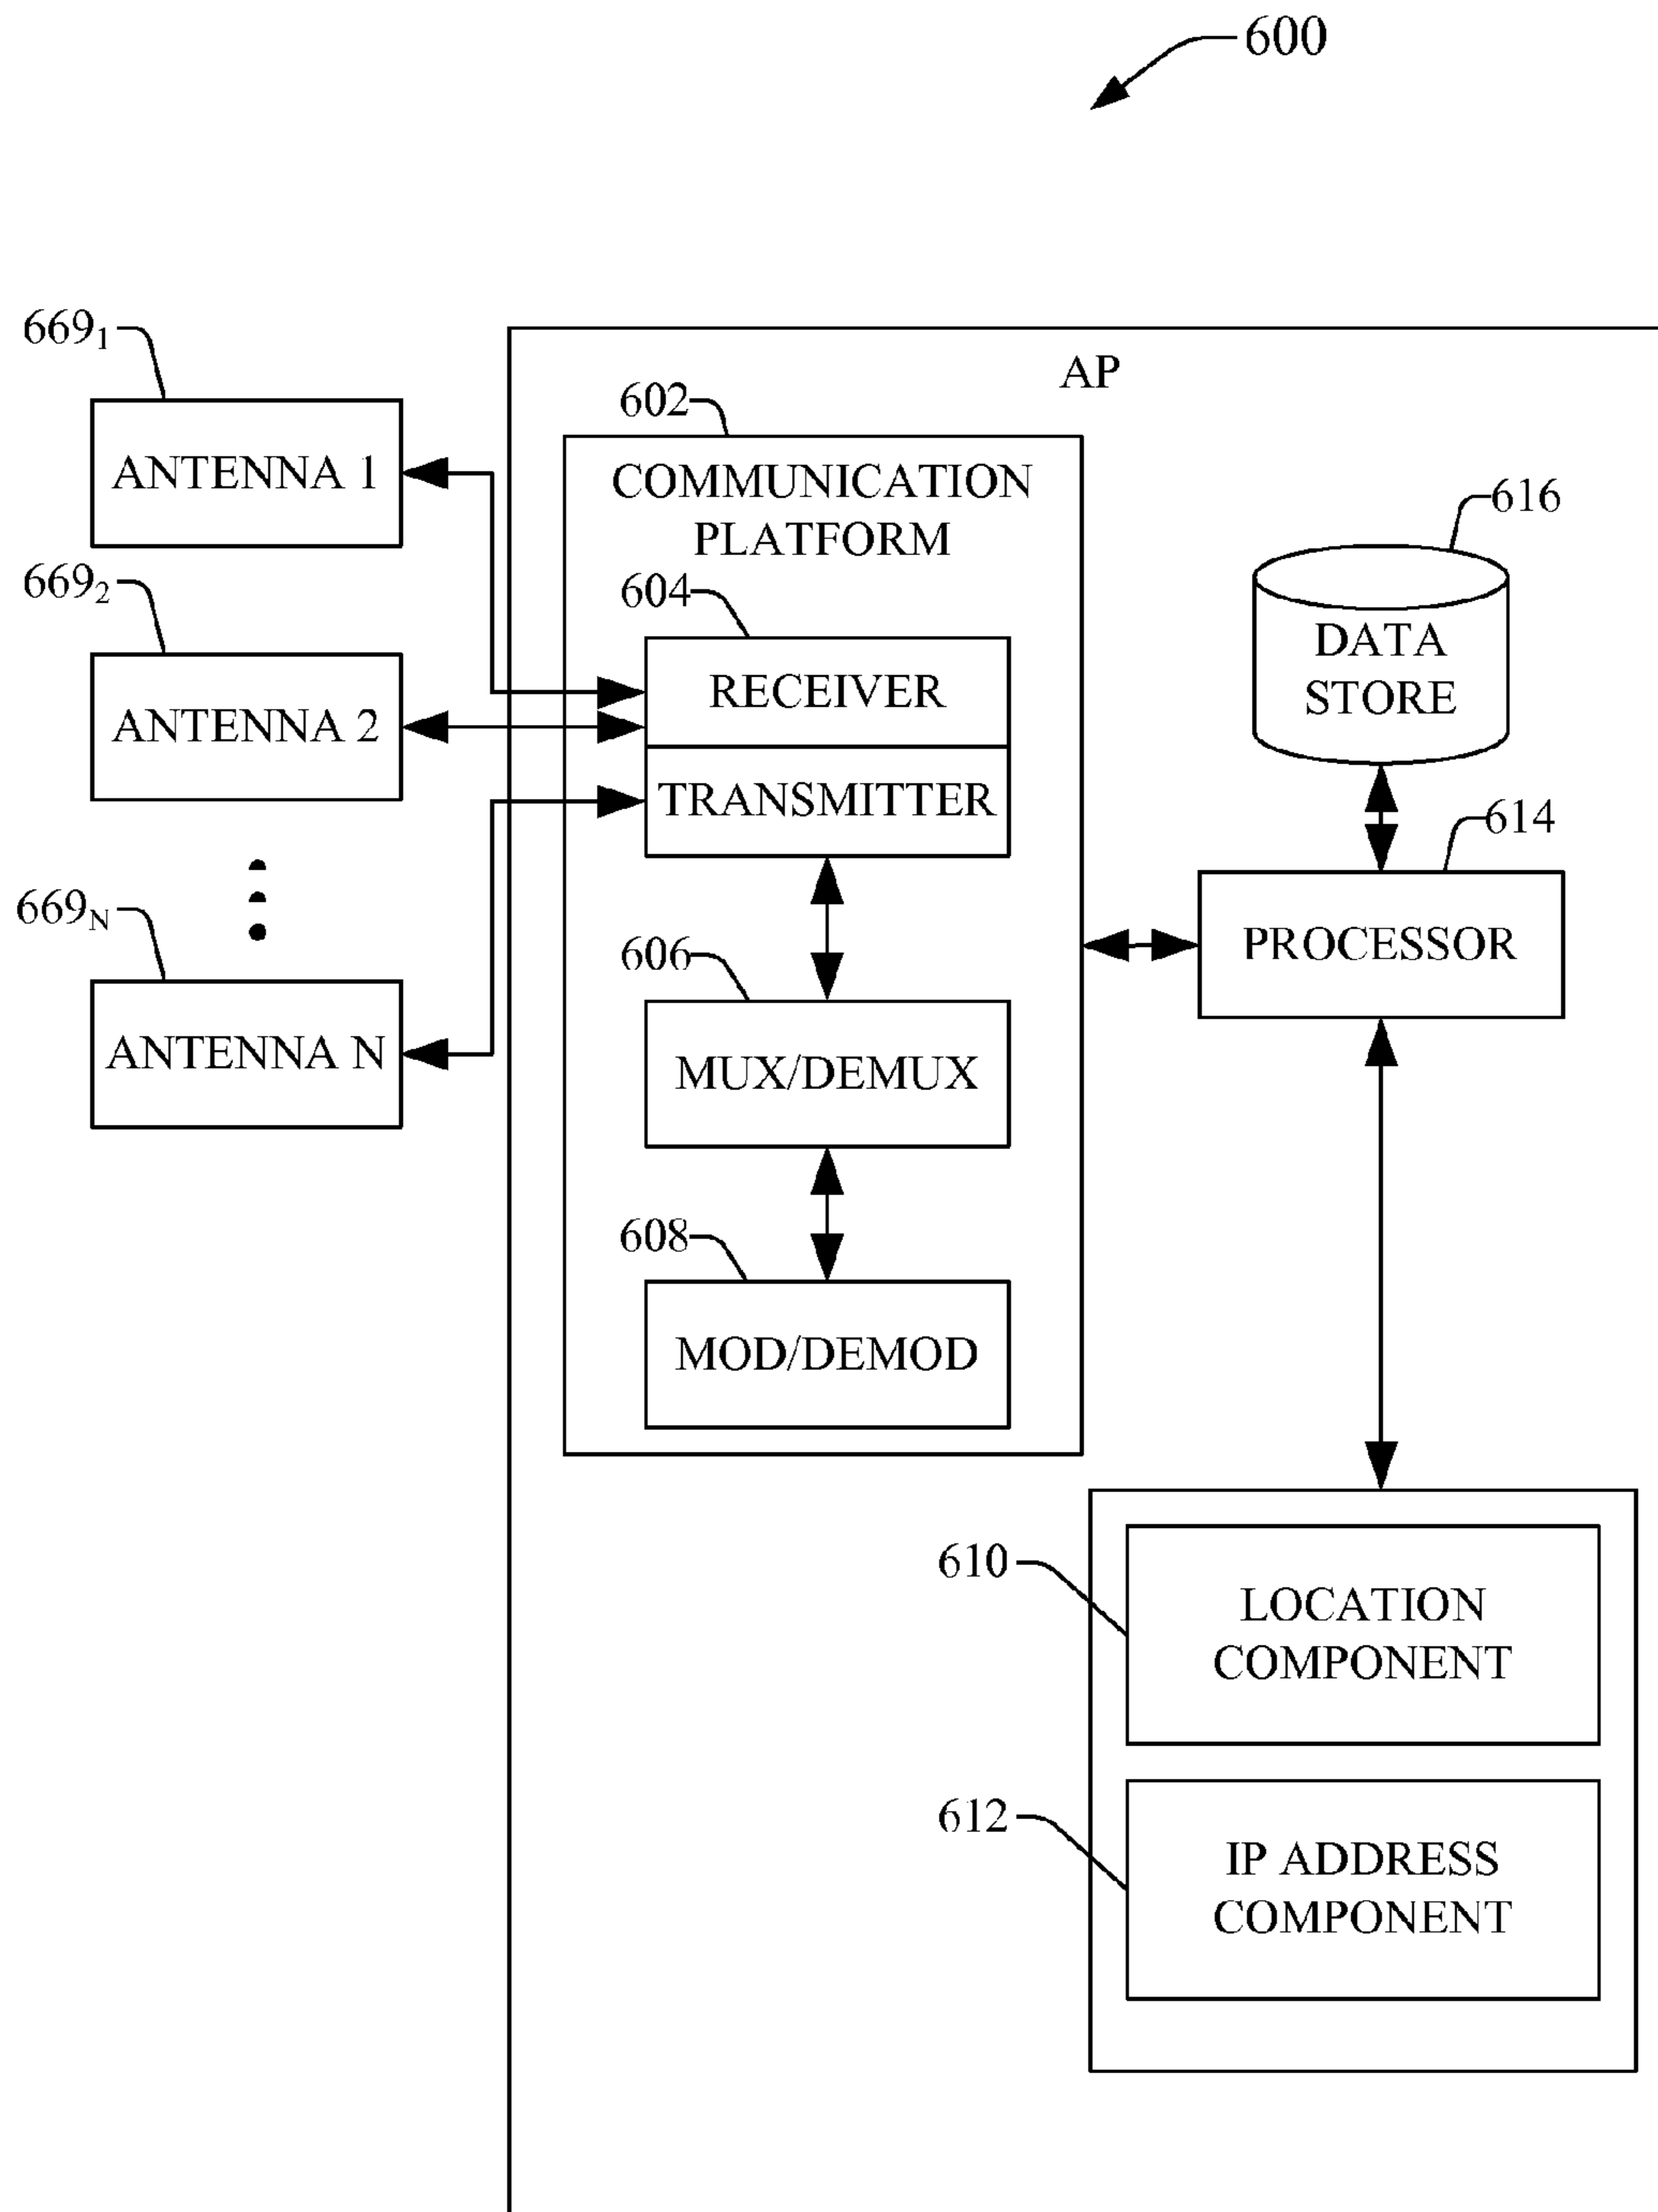 600
669₁
AP
602
ANTENNA 1
COMMUNICATION
PLATFORM
616
669₂
604
DATA
STORE
RECEIVER
ANTENNA 2
TRANSMITTER
614
669N
606
PROCESSOR
ANTENNA N
MUX/DEMUX
608
MOD/DEMOD
610
LOCATION
COMPONENT
612
IP ADDRESS
COMPONENT